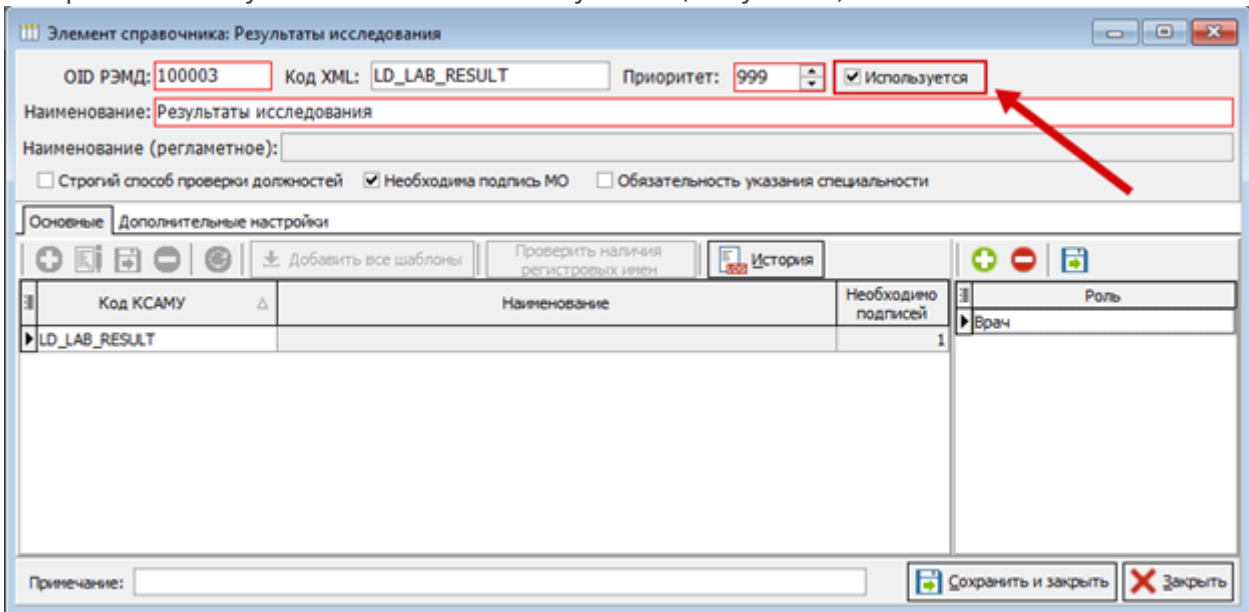 Элемент справочника: Результаты исследования
OID РЭМД: 100003 Код XML: LD_LAB_RESULT Приоритет: 999 Используется
Наименование: Результаты исследования
Наименование (регламетное):
Строгий способ проверки должностей Необходима подпись МО Обязательность указания специальности
Основные Дополнительные настройки
Добавить все шаблоны Проверить наличия регистровых имен История
Код КСАМУ Наименование Необходимо подписей Роль
LD_LAB_RESULT 1 Врач
Примечание: Сохранить и закрыть Закрыть